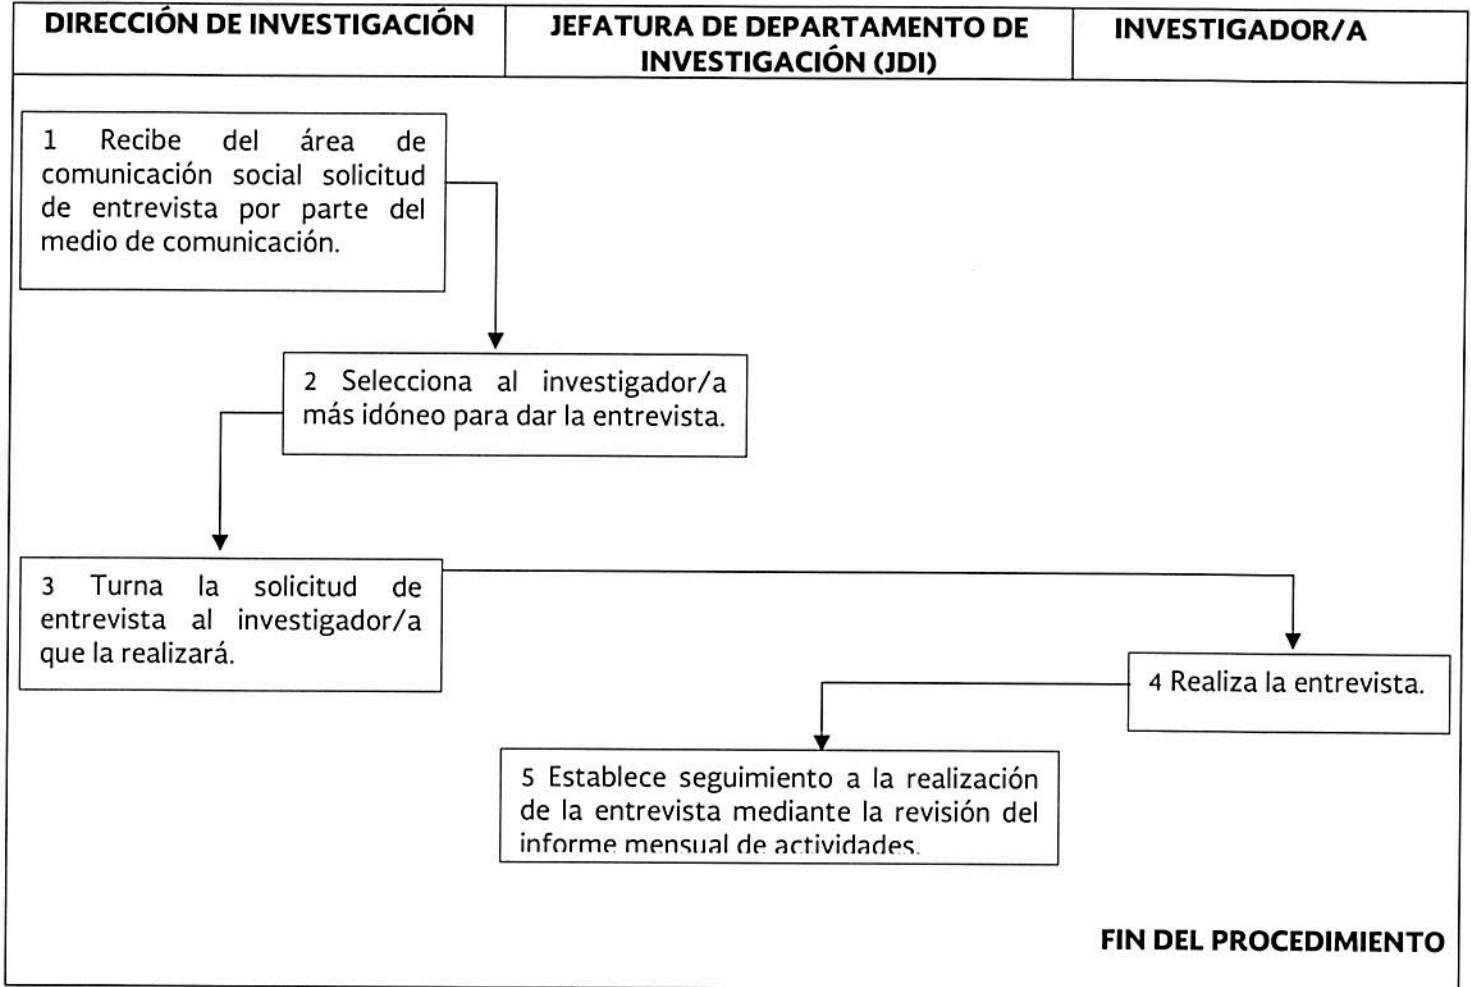 DIRECCIÓN DE INVESTIGACIÓN
JEFATURA DE DEPARTAMENTO DE
INVESTIGACIÓN (JDI)
INVESTIGADOR/A
1 Recibe del área de
comunicación social solicitud
de entrevista por parte del
medio de comunicación.
2 Selecciona al investigador/a
más idóneo para dar la entrevista.
3 Turna la solicitud de
entrevista al investigador/a
que la realizará.
4 Realiza la entrevista.
5 Establece seguimiento a la realización
de la entrevista mediante la revisión del
informe mensual de actividades.
FIN DEL PROCEDIMIENTO